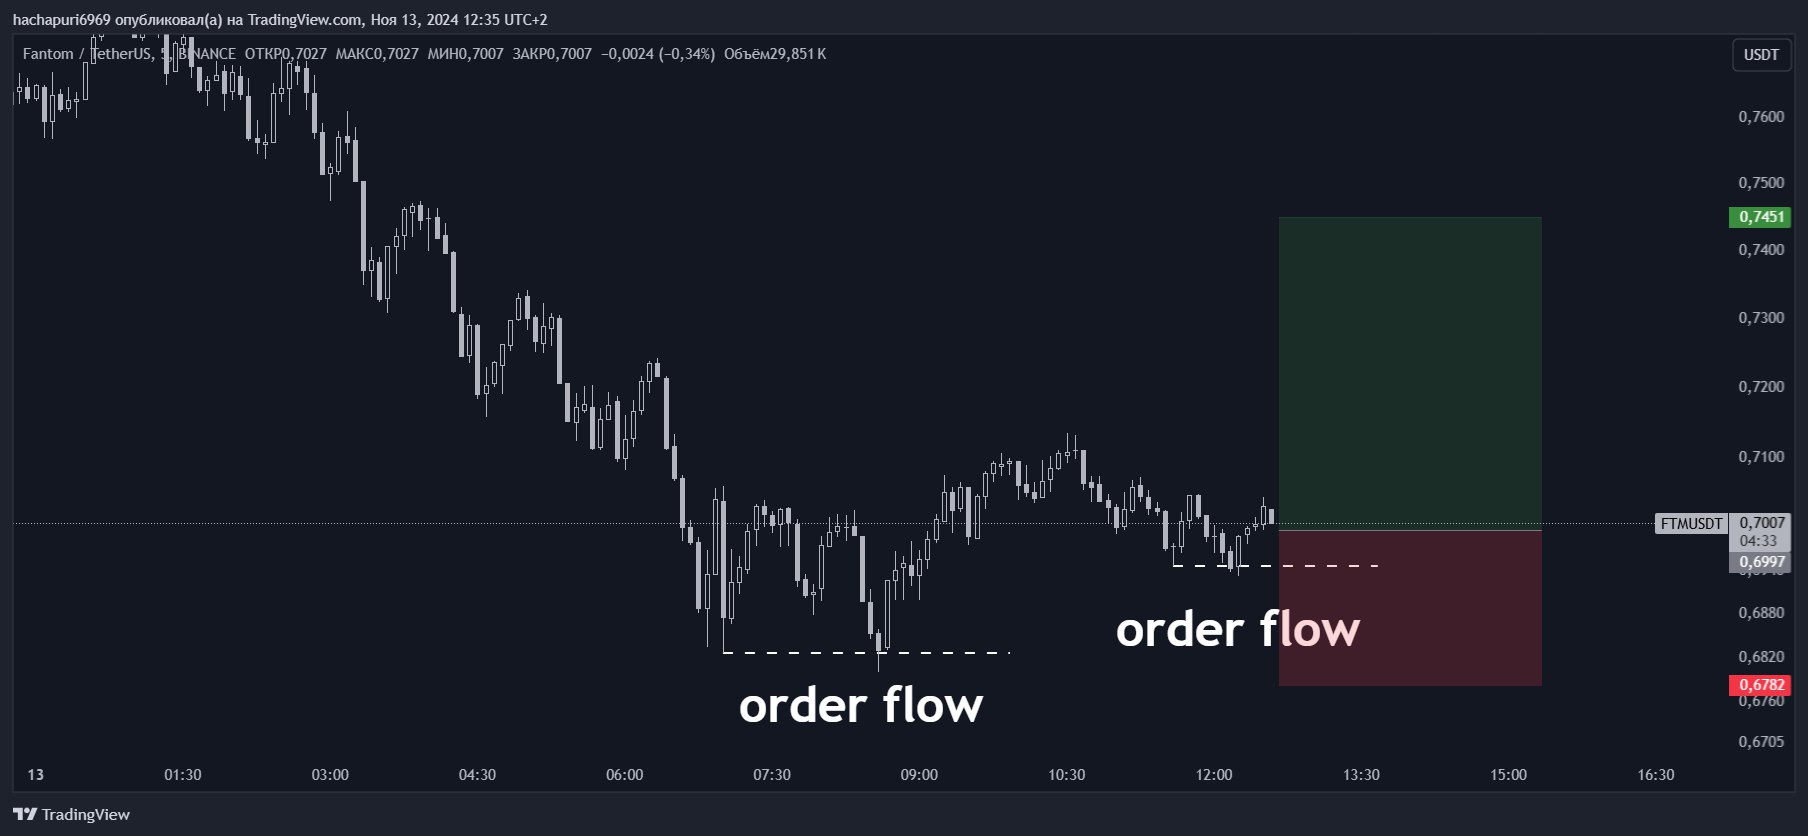 hachapuri6969 опубликовал(а) на TradingView.com, Ноя 13, 2024 12:35 UTC+2
Fantom / TetherUS, 5, BINANCE ОТКР0,7027 МАКС0,7027 МИН0,7007 ЗАКР0,7007 −0,0024 (−0,34%) Объём29,851 K
USDT
0,7600
0,7500
0,7451
0,7400
0,7300
0,7200
0,7100
FTMUSDT 0,7007
04:33
0,6997
0,6880
order flow
0,6820
0,6782
0,6760
order flow
0,6705
13 01:30 03:00 04:30 06:00 07:30 09:00 10:30 12:00 13:30 15:00 16:30
TradingView